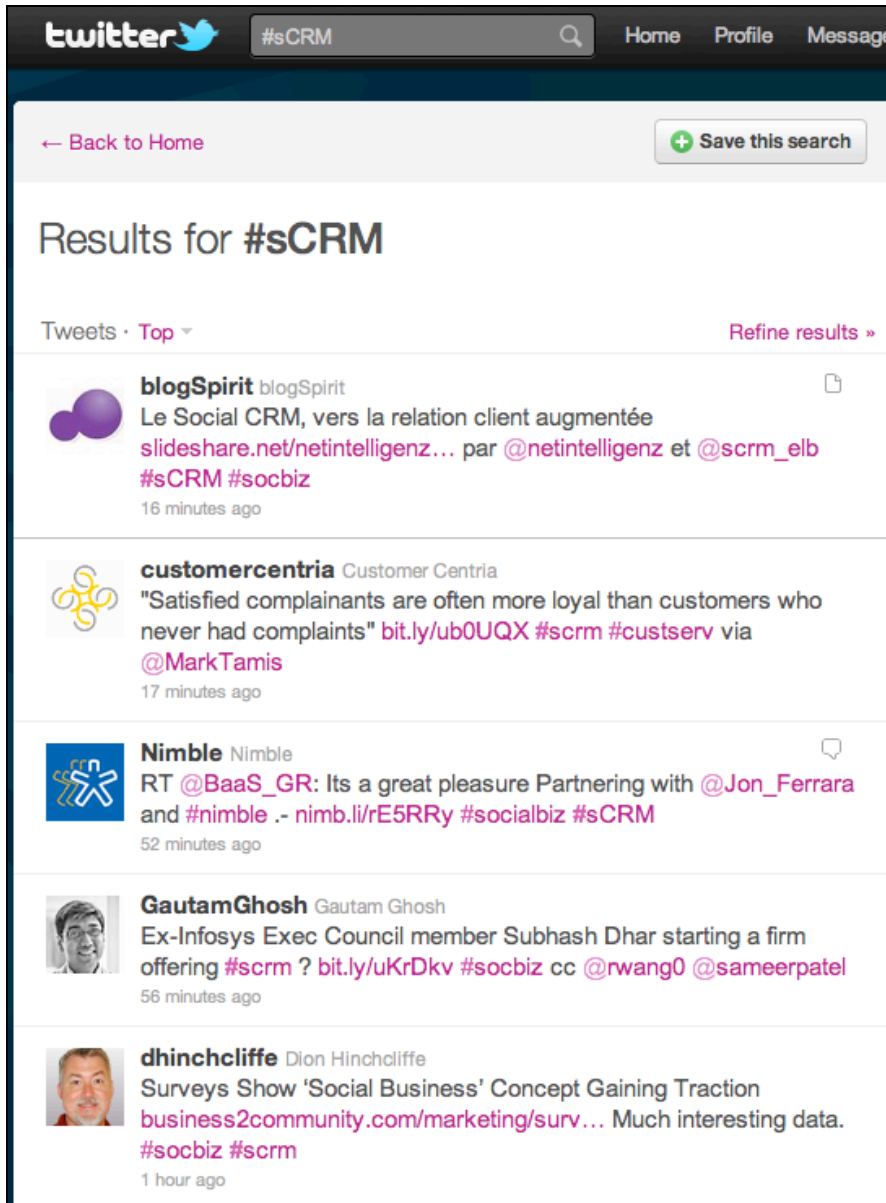 twitter #sCRM Home Profile Message
← Back to Home Save this search
Results for #sCRM
Tweets · Top Refine results »
blogSpirit blogSpirit
Le Social CRM, vers la relation client augmentée
slideshare.net/netintelligenz… par @netintelligenz et @scrm_elb
#sCRM #socbiz
16 minutes ago
customercentria Customer Centria
"Satisfied complainants are often more loyal than customers who
never had complaints" bit.ly/ub0UQX #scrm #custserv via
@MarkTamis
17 minutes ago
Nimble Nimble
RT @BaaS_GR: Its a great pleasure Partnering with @Jon_Ferrara
and #nimble .- nimb.li/rE5RRy #socialbiz #sCRM
52 minutes ago
GautamGhosh Gautam Ghosh
Ex-Infosys Exec Council member Subhash Dhar starting a firm
offering #scrm ? bit.ly/uKrDkv #socbiz cc @rwang0 @sameerpatel
56 minutes ago
dhinchcliffe Dion Hinchcliffe
Surveys Show ‘Social Business’ Concept Gaining Traction
business2community.com/marketing/surv… Much interesting data.
#socbiz #scrm
1 hour ago